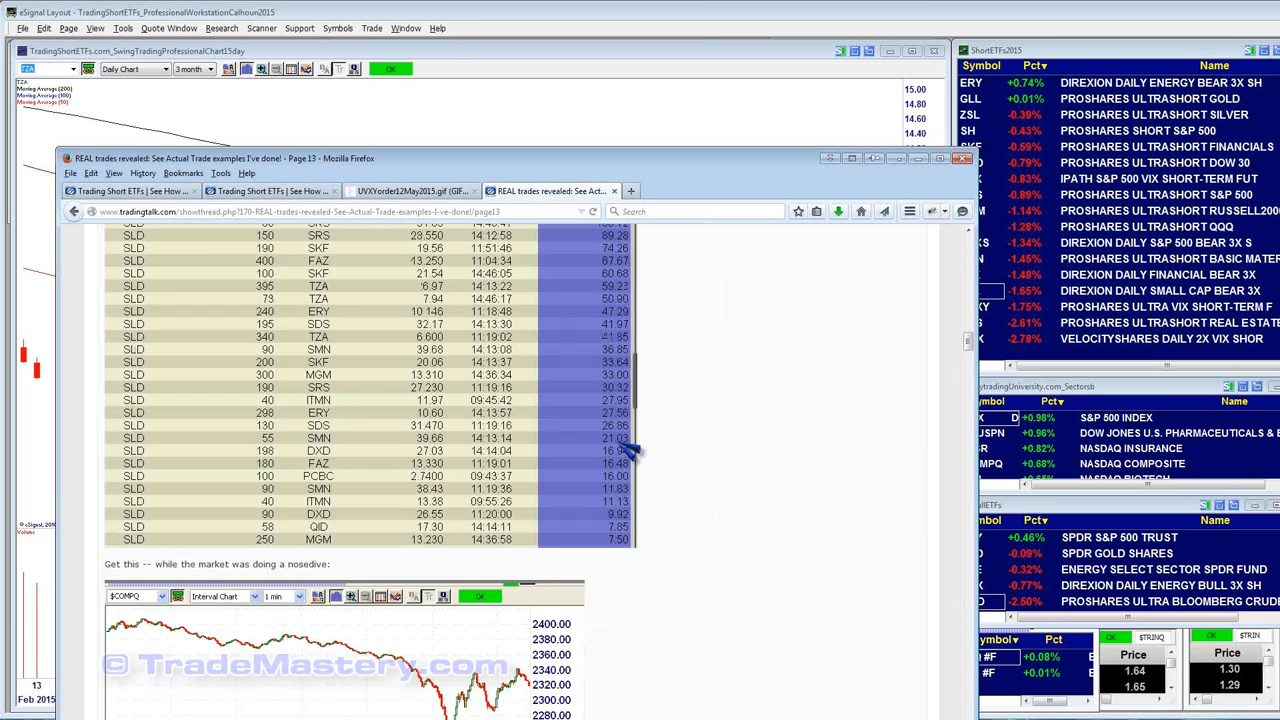 eSignal Layout - TradingShortETFs_ProfessionalWorkstationCalhoun2015
File Edit Page View Tools Quote Window Research Scanner Support Symbols Trade Window Help
TradingShortETFs.com_SwingTradingProfessionalChart15day
TZA Daily Chart 3 month OK
TZA
Moving Average (200)
Moving Average (100)
Moving Average (50)
15.00
14.80
14.60
14.40
REAL trades revealed: See Actual Trade examples I've done! - Page 13 - Mozilla Firefox
File Edit View History Bookmarks Tools Help
Trading Short ETFs | See How ... Trading Short ETFs | See How ... UVXYorder12May2015.gif (GIF... REAL trades revealed: See Act...
www.tradingtalk.com/showthread.php?170-REAL-trades-revealed-See-Actual-Trade-examples-I-ve-done!/page13 Search
SLD 150 SRS 29.550 14:12:58 89.28
SLD 190 SKF 19.56 11:51:46 74.26
SLD 400 FAZ 13.250 11:04:34 67.67
SLD 100 SKF 21.54 14:46:05 60.68
SLD 395 TZA 6.97 14:13:22 59.23
SLD 73 TZA 7.94 14:46:17 50.90
SLD 240 ERY 10.146 11:18:48 47.29
SLD 195 SDS 32.17 14:13:30 41.97
SLD 340 TZA 6.600 11:19:02 41.85
SLD 90 SMN 39.68 14:13:08 36.85
SLD 200 SKF 20.06 14:13:37 33.64
SLD 300 MGM 13.310 14:36:34 33.00
SLD 190 SRS 27.230 11:19:16 30.32
SLD 40 ITMN 11.97 09:45:42 27.95
SLD 298 ERY 10.60 14:13:57 27.56
SLD 130 SDS 31.470 11:19:16 26.86
SLD 55 SMN 39.66 14:13:14 21.03
SLD 198 DXD 27.03 14:14:04
SLD 180 FAZ 13.330 11:19:01 16.48
SLD 100 PCBC 2.7400 09:43:37 16.00
SLD 90 SMN 38.43 11:19:36 11.83
SLD 40 ITMN 13.38 09:55:26 11.13
SLD 90 DXD 26.55 11:20:00 9.92
SLD 58 QID 17.30 14:14:11 7.85
SLD 250 MGM 13.230 14:36:58 7.50
Get this -- while the market was doing a nosedive:
$COMPQ Interval Chart 1 min OK
2400.00
2380.00
2360.00
2340.00
2320.00
2300.00
2280.00
© TradeMastery.com
© eSignal, 201
Volume
13
Feb 2015
ShortETFs2015
Symbol Pct Name
ERY +0.74% DIREXION DAILY ENERGY BEAR 3X SH
GLL +0.01% PROSHARES ULTRASHORT GOLD
ZSL -0.39% PROSHARES ULTRASHORT SILVER
SH -0.43% PROSHARES SHORT S&P 500
SKF -0.59% PROSHARES ULTRASHORT FINANCIALS
-0.79% PROSHARES ULTRASHORT DOW 30
-0.83% IPATH S&P 500 VIX SHORT-TERM FUT
-0.89% PROSHARES ULTRASHORT S&P 500
-1.14% PROSHARES ULTRASHORT RUSSELL200
-1.28% PROSHARES ULTRASHORT QQQ
-1.34% DIREXION DAILY S&P 500 BEAR 3X S
-1.45% PROSHARES ULTRASHORT BASIC MATER
-1.48% DIREXION DAILY FINANCIAL BEAR 3X
-1.65% DIREXION DAILY SMALL CAP BEAR 3X
XY -1.75% PROSHARES ULTRA VIX SHORT-TERM F
-2.61% PROSHARES ULTRASHORT REAL ESTATE
-2.78% VELOCITYSHARES DAILY 2X VIX SHOR
ytradingUniversity.com_Sectorsb
Pct Name
D +0.98% S&P 500 INDEX
USPN +0.96% DOW JONES U.S. PHARMACEUTICALS &
+0.82% NASDAQ INSURANCE
MPQ +0.68% NASDAQ COMPOSITE
NASDAQ BIOTECH
allETFs
mbol Pct Name
+0.46% SPDR S&P 500 TRUST
-0.09% SPDR GOLD SHARES
-0.32% ENERGY SELECT SECTOR SPDR FUND
-0.77% DIREXION DAILY ENERGY BULL 3X SH
-2.50% PROSHARES ULTRA BLOOMBERG CRUD
ymbol Pct
#F +0.08% E
#F +0.01% E
OK $TRINQ
Price
1.64
1.65
OK $TRIN
Price
1.30
1.29